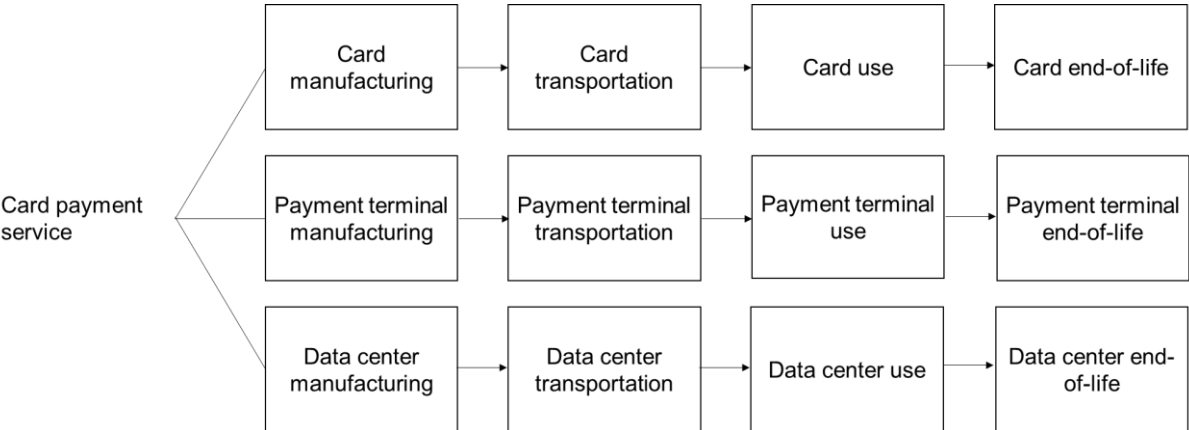 Card
manufacturing
Card
transportation
Card use
Card end-of-life
Card payment
service
Payment terminal
manufacturing
Payment terminal
transportation
Payment terminal
use
Payment terminal
end-of-life
Data center
manufacturing
Data center
transportation
Data center use
Data center end-
of-life